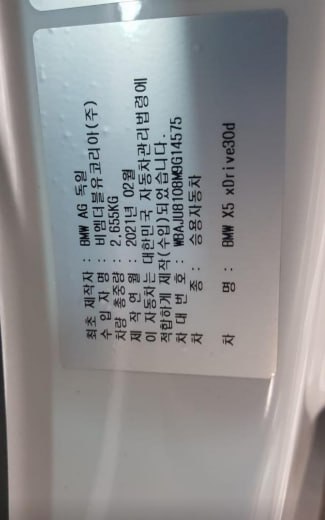 최초 제작자 : BMW AG 독일
수 입 자 명 : 비엠더블유코리아(주)
차량 총중량 : 2,655KG
제 작 연 월 : 2021년 02월
이 자동차는 대한민국 자동차관리법령에
적합하게 제작(수입)되었습니다.
차 대 번 호 : WBAJU8108M9G14575
차 종 : 승용자동차
차 명 : BMW X5 xDrive30d